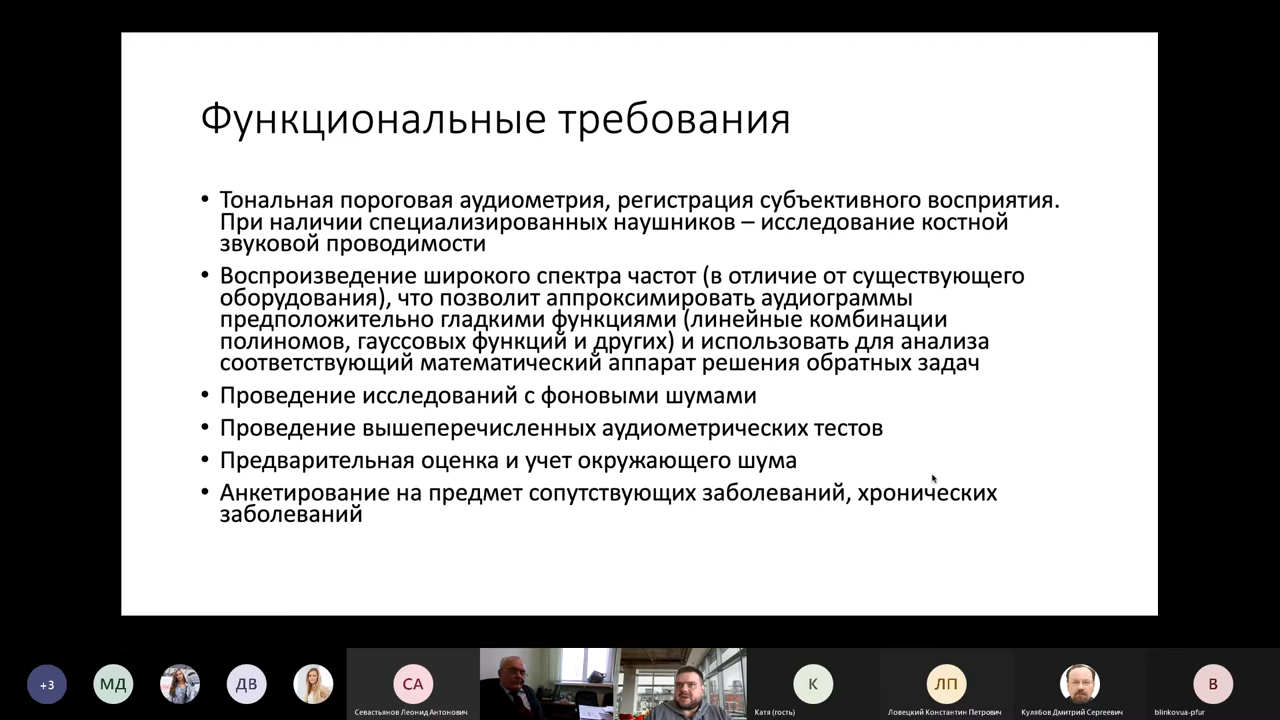 Функциональные требования
• Тональная пороговая аудиометрия, регистрация субъективного восприятия.
При наличии специализированных наушников – исследование костной
звуковой проводимости
• Воспроизведение широкого спектра частот (в отличие от существующего
оборудования), что позволит аппроксимировать аудиограммы
предположительно гладкими функциями (линейные комбинации
полиномов, гауссовых функций и других) и использовать для анализа
соответствующий математический аппарат решения обратных задач
• Проведение исследований с фоновыми шумами
• Проведение вышеперечисленных аудиометрических тестов
• Предварительная оценка и учет окружающего шума
• Анкетирование на предмет сопутствующих заболеваний, хронических
заболеваний
+3
МД
ДВ
СА
Севастьянов Леонид Антонович
К
Катя (гость)
ЛП
Ловецкий Константин Петрович
Кулябов Дмитрий Сергеевич
B
blinkovua-pfur